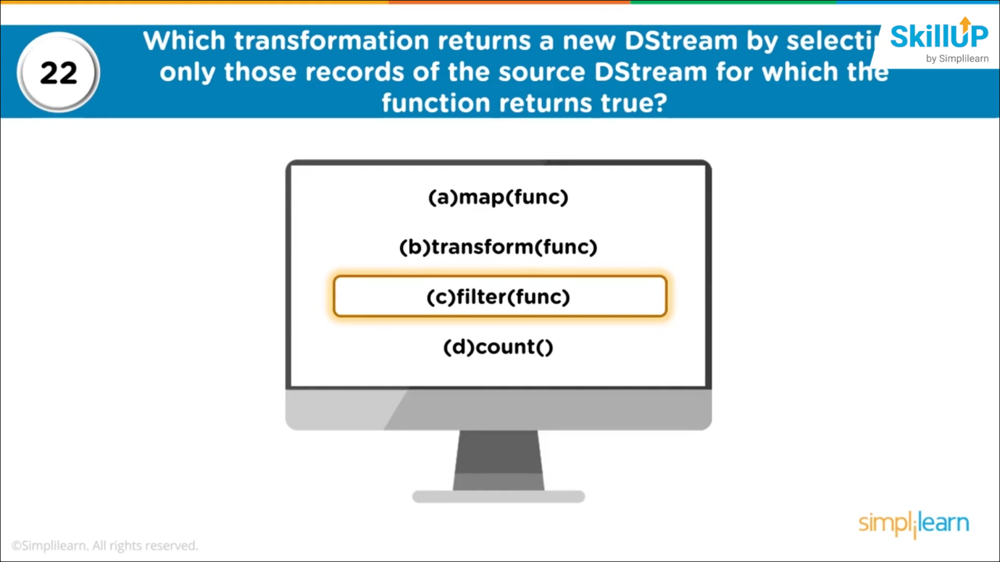 22
Which transformation returns a new DStream by selecti
only those records of the source DStream for which the
function returns true?
SkillUP
by Simplilearn
(a)map(func)
(b)transform(func)
(c)filter(func)
(d)count()
simplilearn
©Simplilearn. All rights reserved.